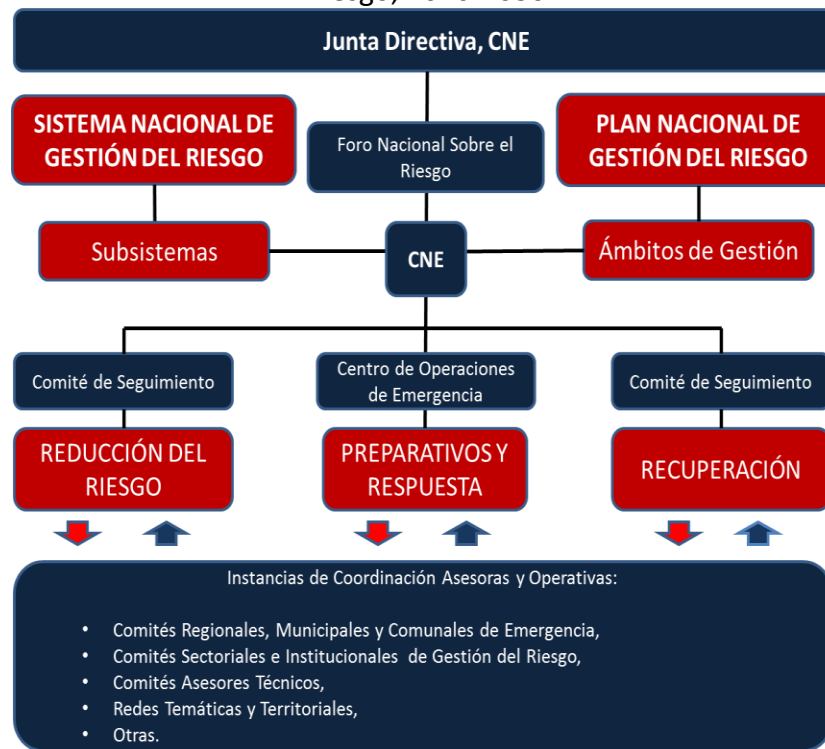 Junta Directiva, CNE
SISTEMA NACIONAL DE
GESTIÓN DEL RIESGO
Foro Nacional Sobre el
Riesgo
PLAN NACIONAL DE
GESTIÓN DEL RIESGO
Subsistemas
CNE
Ámbitos de Gestión
Comité de Seguimiento
Centro de Operaciones
de Emergencia
Comité de Seguimiento
REDUCCIÓN DEL
RIESGO
PREPARATIVOS Y
RESPUESTA
RECUPERACIÓN
Instancias de Coordinación Asesoras y Operativas:
• Comités Regionales, Municipales y Comunales de Emergencia,
• Comités Sectoriales e Institucionales de Gestión del Riesgo,
• Comités Asesores Técnicos,
• Redes Temáticas y Territoriales,
• Otras.